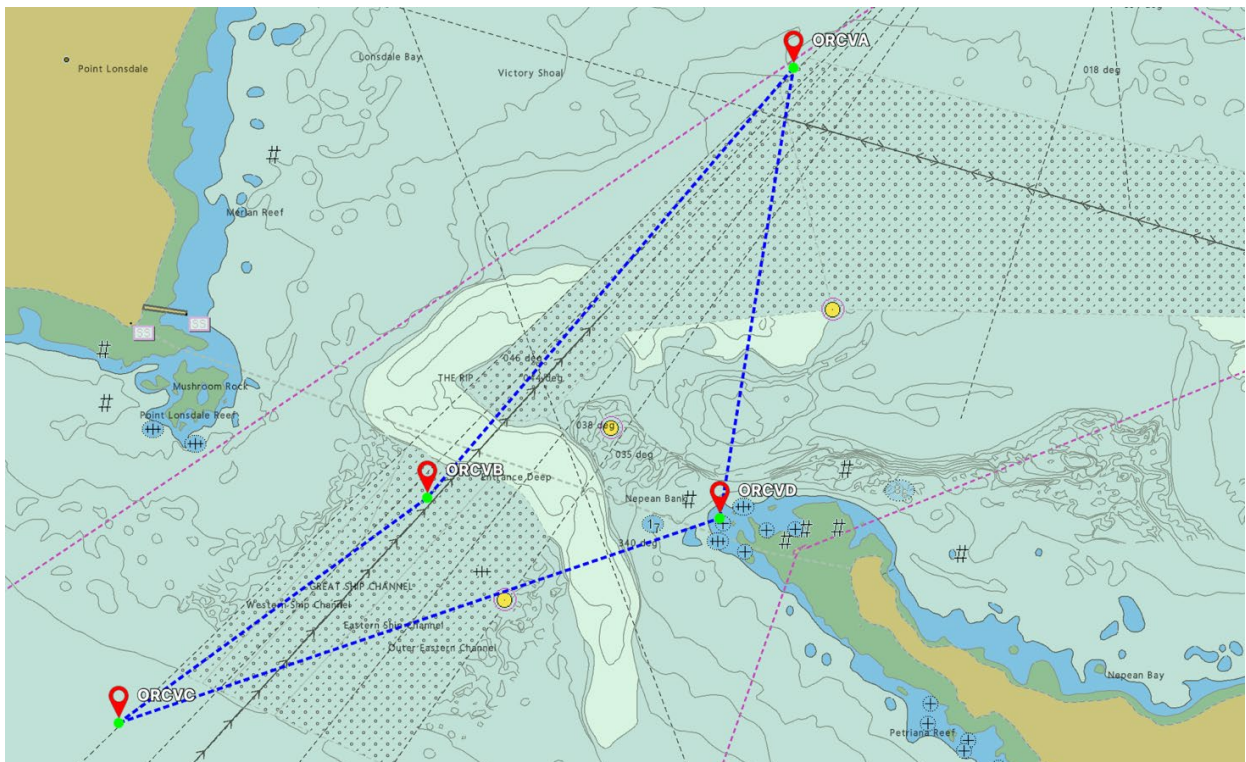 ORCVA
Lonsdale Bay
Point Lonsdale
Victory Shoal
018 deg
Merlan Reef
SS
SS
046 deg
THE RIP
Mushroom Rock
Point Lonsdale Reef
038 deg
035 deg
ORCVB
Entrance Deep
ORCVD
Nepean Bank
17
340 deg
GREAT SHIP CHANNEL
Western Ship Channel
Eastern Ship Channel
Outer Eastern Channel
Nepean Bay
ORCVC
Petriana Reef